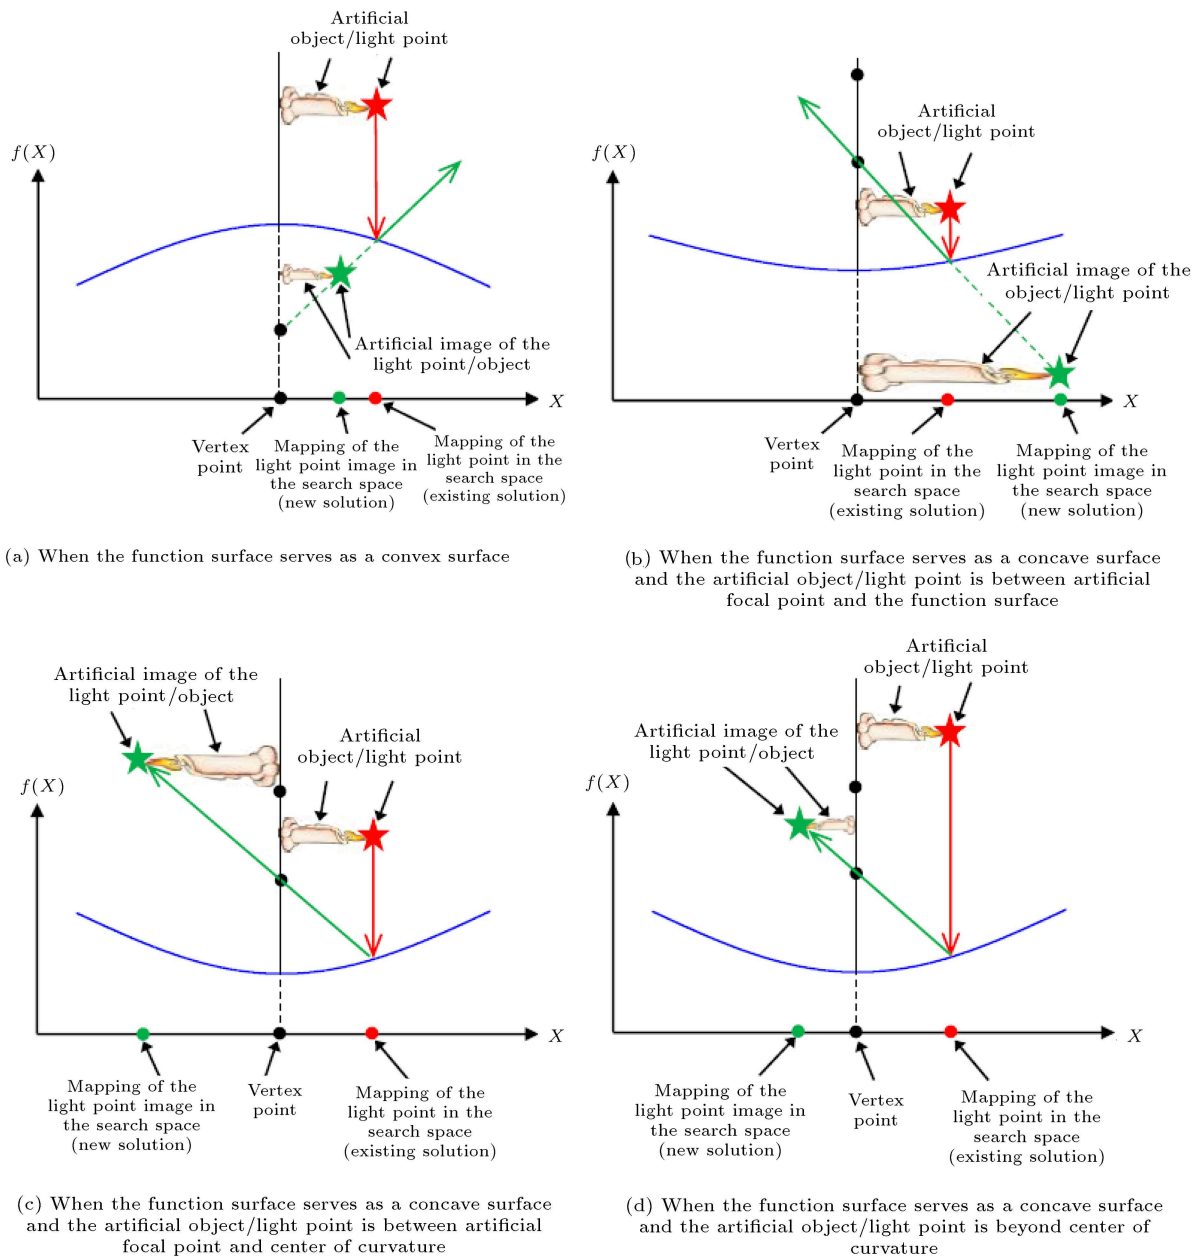 Artificial
object/light point
f(X)
Artificial image of the
light point/object
X
Vertex
point
Mapping of the
light point image in
the search space
(new solution)
Mapping of the
light point in the
search space
(existing solution)
(a) When the function surface serves as a convex surface
Artificial
object/light point
f(X)
Artificial image of the
object/light point
X
Vertex
point
Mapping of the
light point in the
search space
(existing solution)
Mapping of the
light point image in
the search space
(new solution)
(b) When the function surface serves as a concave surface
and the artificial object/light point is between artificial
focal point and the function surface
Artificial image of the
light point/object
Artificial
object/light point
f(X)
X
Mapping of the
light point image in
the search space
(new solution)
Vertex
point
Mapping of the
light point in the
search space
(existing solution)
(c) When the function surface serves as a concave surface
and the artificial object/light point is between artificial
focal point and center of curvature
Artificial
object/light point
Artificial image of the
light point/object
f(X)
X
Mapping of the
light point image in
the search space
(new solution)
Vertex
point
Mapping of the
light point in the
search space
(existing solution)
(d) When the function surface serves as a concave surface
and the artificial object/light point is beyond center of
curvature